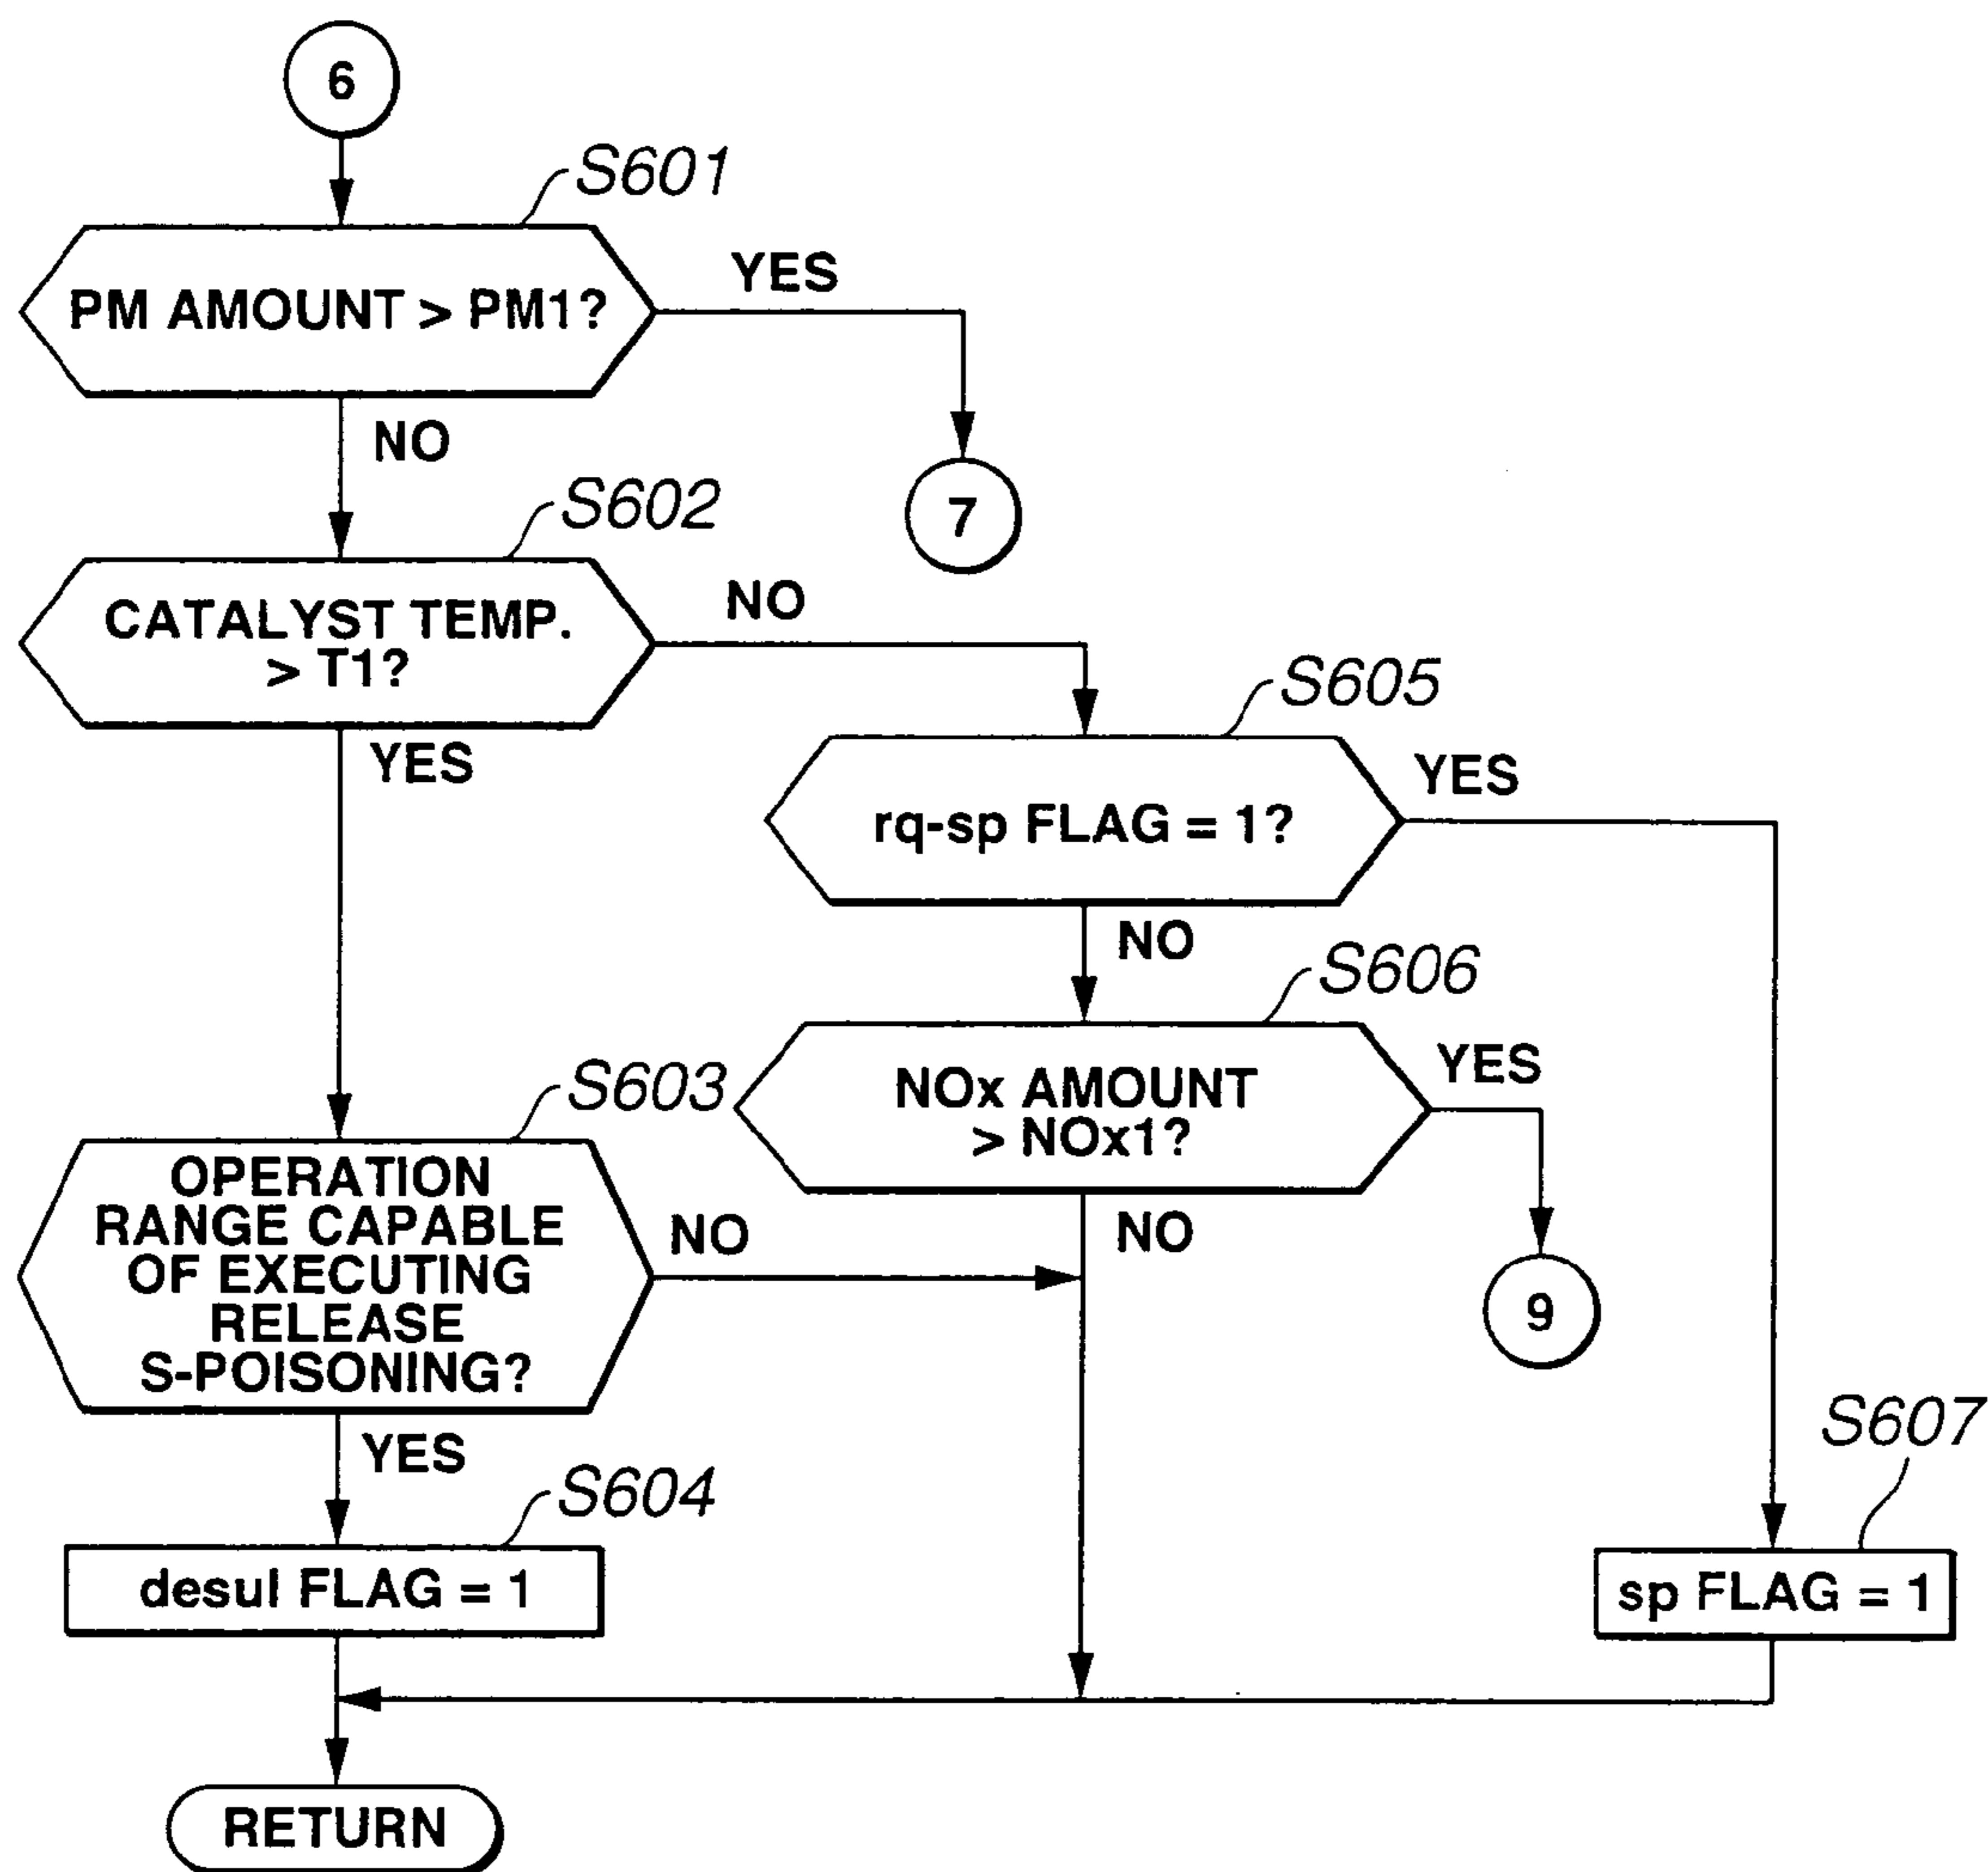 6
S601
PM AMOUNT > PM1?
YES
NO
7
S602
CATALYST TEMP.
> T1?
NO
YES
S605
rq-sp FLAG = 1?
YES
NO
S606
NOx AMOUNT
> NOx1?
YES
NO
9
S603
OPERATION
RANGE CAPABLE
OF EXECUTING
RELEASE
S-POISONING?
NO
YES
S604
desul FLAG = 1
S607
sp FLAG = 1
RETURN